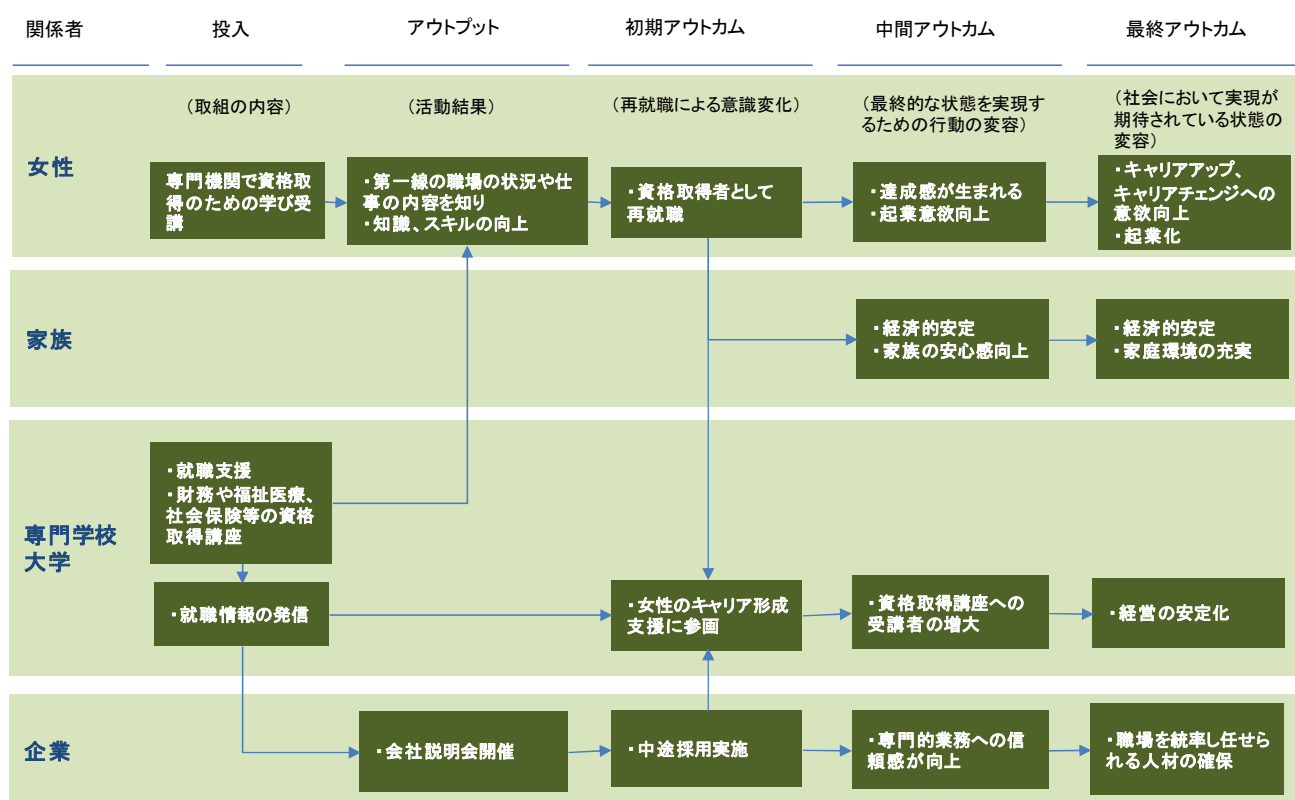 関係者
投入
アウトプット
初期アウトカム
中間アウトカム
最終アウトカム
女性
（取組の内容）
（活動結果）
（再就職による意識変化）
（最終的な状態を実現す
るための行動の変容）
（社会において実現が
期待されている状態の
変容）
専門機関で資格取
得のための学び受
講
・第一線の職場の状況や仕
事の内容を知り
・知識、スキルの向上
・資格取得者として
再就職
・達成感が生まれる
・起業意欲向上
・キャリアアップ、
キャリアチェンジへの
意欲向上
・起業化
家族
・経済的安定
・家族の安心感向上
・経済的安定
・家庭環境の充実
専門学校
大学
・就職支援
・財務や福祉医療、
社会保険等の資格
取得講座
・就職情報の発信
・女性のキャリア形成
支援に参画
・資格取得講座への
受講者の増大
・経営の安定化
企業
・会社説明会開催
・中途採用実施
・専門的業務への信
頼感が向上
・職場を統率し任せら
れる人材の確保